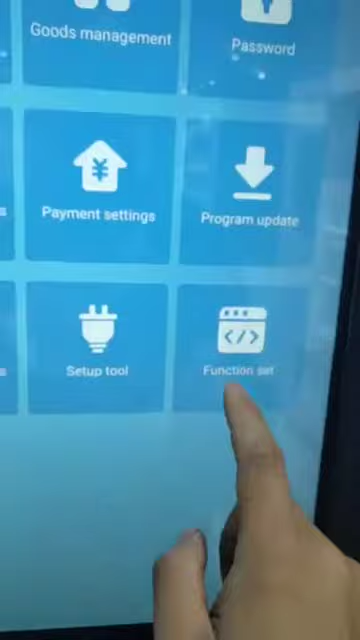 Goods management
Password
Payment settings
Program update
Setup tool
Function set